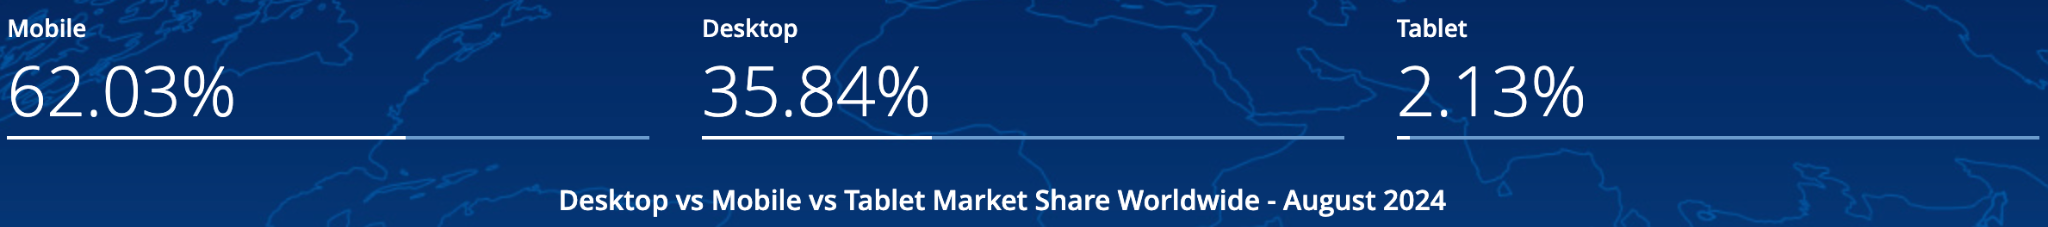 Mobile
62.03%
Desktop
35.84%
Tablet
2.13%
Desktop vs Mobile vs Tablet Market Share Worldwide - August 2024